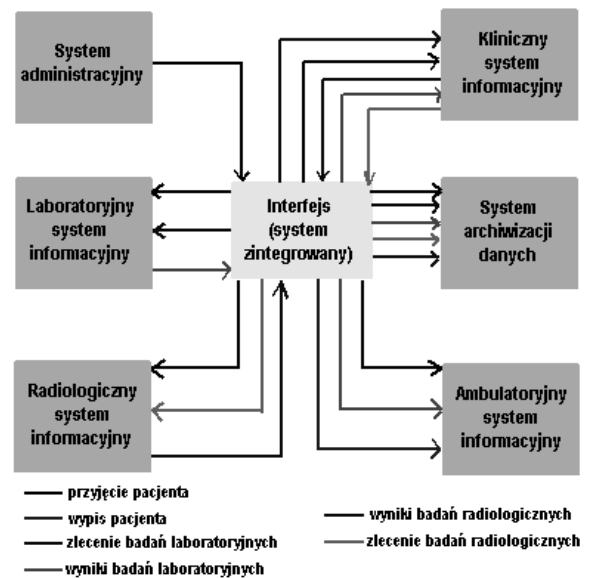 System
administracyjny
Kliniczny
system
informacyjny
Laboratoryjny
system
informacyjny
Interfejs
(system
zintegrowany)
System
archiwizacji
danych
Radiologiczny
system
informacyjny
Ambulatoryjny
system
informacyjny
przyjęcie pacjenta
wypis pacjenta
zlecenie badań laboratoryjnych
wyniki badań laboratoryjnych
wyniki badań radiologicznych
zlecenie badań radiologicznych